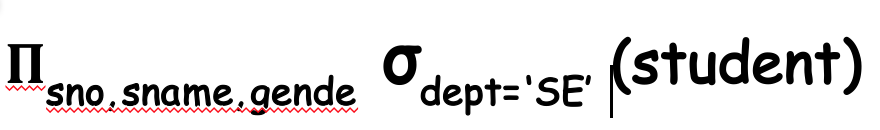 Π sno,sname,gende σ dept=‘SE’ (student)